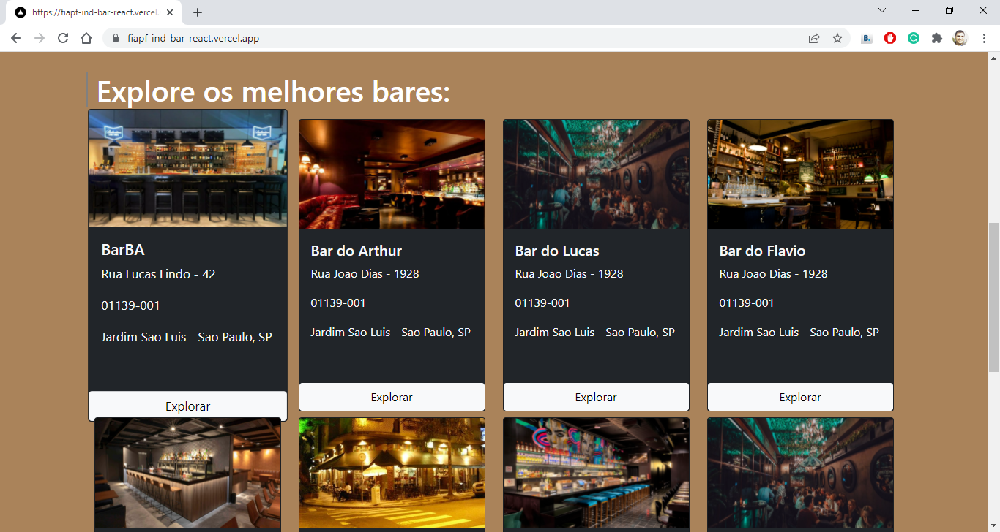 https://fiapf-ind-bar-react.vercel.
fiapf-ind-bar-react.vercel.app
B.
Explore os melhores bares:
BarBA
Rua Lucas Lindo - 42
01139-001
Jardim Sao Luis - Sao Paulo, SP
Explorar
Bar do Arthur
Rua Joao Dias - 1928
01139-001
Jardim Sao Luis - Sao Paulo, SP
Explorar
Bar do Lucas
Rua Joao Dias - 1928
01139-001
Jardim Sao Luis - Sao Paulo, SP
Explorar
Bar do Flavio
Rua Joao Dias - 1928
01139-001
Jardim Sao Luis - Sao Paulo, SP
Explorar